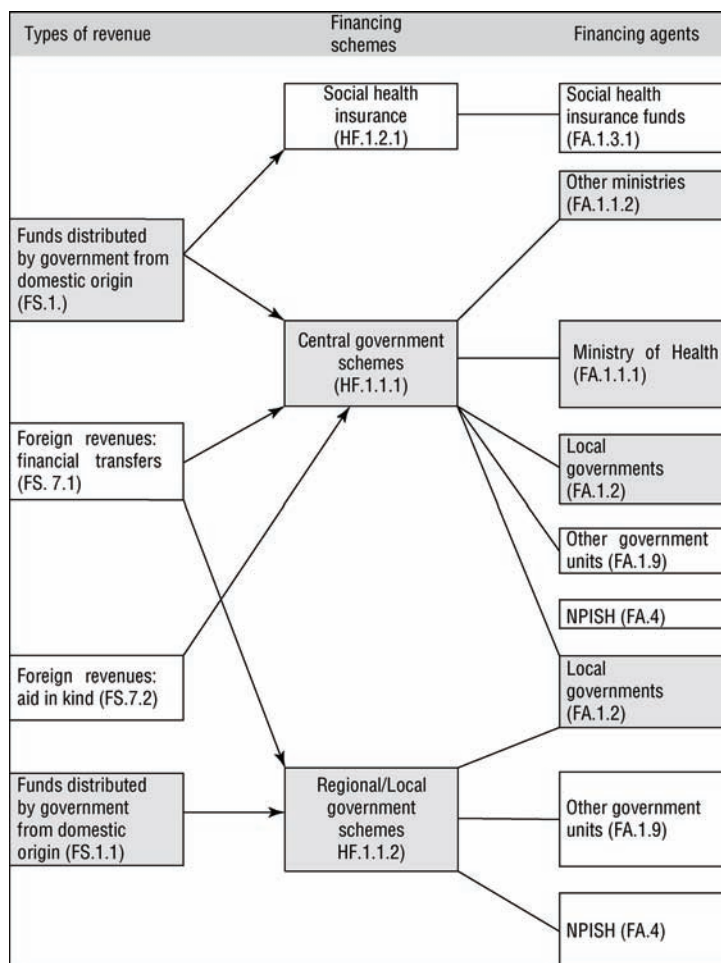 Types of revenue
Financing
schemes
Financing agents
Social health
insurance
(HF.1.2.1)
Social health
insurance funds
(FA.1.3.1)
Other ministries
(FA.1.1.2)
Funds distributed
by government from
domestic origin
(FS.1.)
Central government
schemes
(HF.1.1.1)
Ministry of Health
(FA.1.1.1)
Foreign revenues:
financial transfers
(FS. 7.1)
Local
governments
(FA.1.2)
Other government
units (FA.1.9)
NPISH (FA.4)
Foreign revenues:
aid in kind (FS.7.2)
Local
governments
(FA.1.2)
Funds distributed
by government
from domestic
origin (FS.1.1)
Regional/Local
government
schemes
HF.1.1.2)
Other government
units (FA.1.9)
NPISH (FA.4)